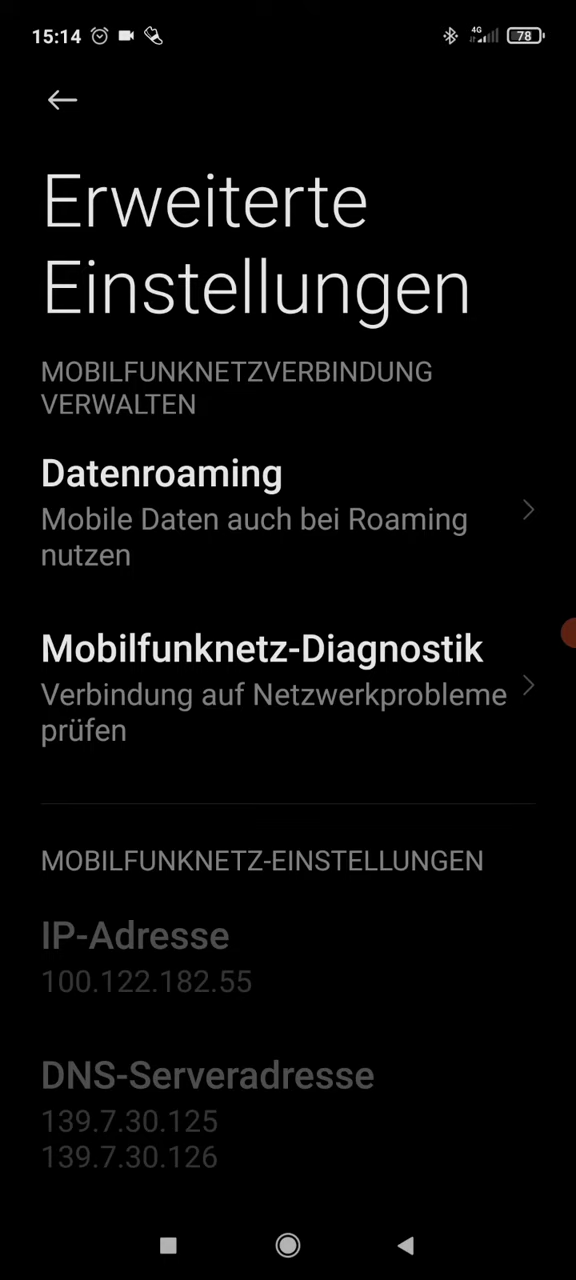 15:14
4G
78
Erweiterte
Einstellungen
MOBILFUNKNETZVERBINDUNG
VERWALTEN
Datenroaming
Mobile Daten auch bei Roaming
nutzen
Mobilfunknetz-Diagnostik
Verbindung auf Netzwerkprobleme
prüfen
MOBILFUNKNETZ-EINSTELLUNGEN
IP-Adresse
100.122.182.55
DNS-Serveradresse
139.7.30.125
139.7.30.126